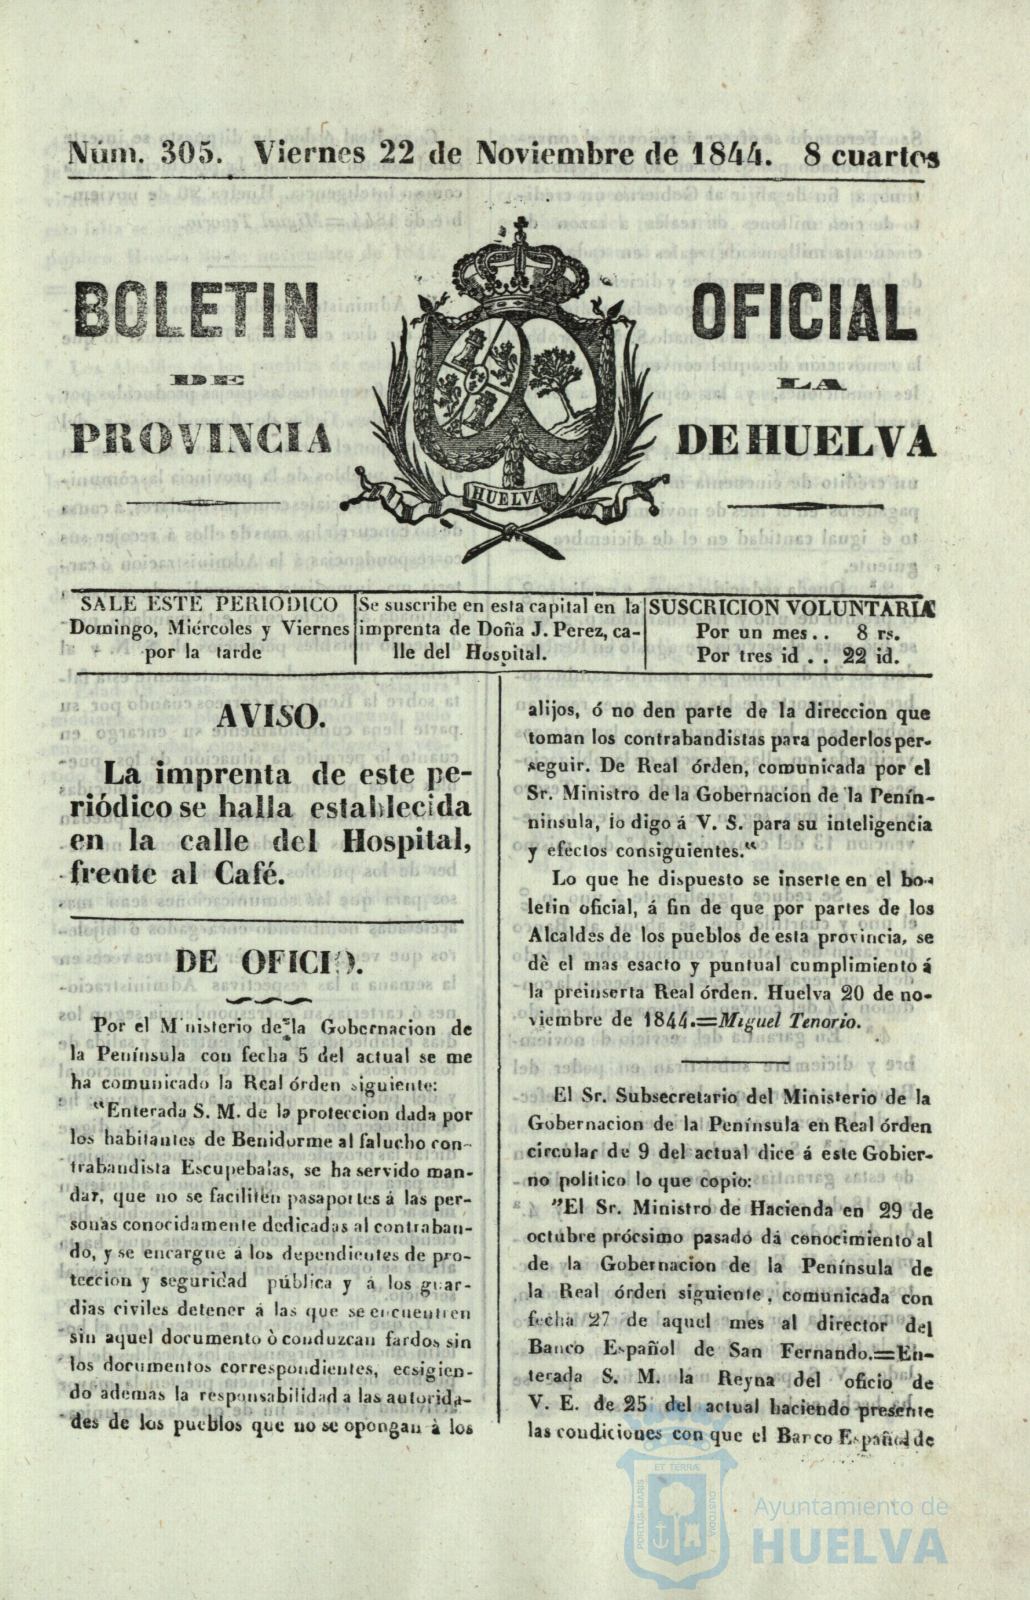 Núm. 305. Viernes 22 de Noviembre de 1844. 8 cuartos
BOLETIN OFICIAL
DE LA
PROVINCIA DE HUELVA
HUELVA
SALE ESTE PERIODICO
Domingo, Miércoles y Viernes
por la tarde
Se suscribe en esta capital en la
imprenta de Doña J. Perez, ca-
lle del Hospital.
SUSCRICION VOLUNTARIA
Por un mes.. 8 rs.
Por tres id . . 22 id.
AVISO.
La imprenta de este pe-
riódico se halla establecida
en la calle del Hospital,
frente al Café.
DE OFICIO.
Por el M nisterio de la Gobernacion de
la Península con fecha 5 del actual se me
ha comunicado la Real órden siguiente:
"Enterada S. M. de la proteccion dada por
los habitantes de Benidorme al falucho con-
trabandista Escupebalas, se ha servido man-
dar, que no se faciliten pasaportes á las per-
sonas conocidamente dedicadas al contraban-
do, y se encargue á los dependientes de pro-
teccion y seguridad pública y á los guar-
dias civiles detener á las que se encuentren
sin aquel documento ò conduzcan fardos sin
los documentos correspondientes, ecsigien-
do ademas la responsabilidad a las autorida-
des de los pueblos que no se opongan à los
alijos, ó no den parte de la direccion que
toman los contrabandistas para poderlos per-
seguir. De Real órden, comunicada por el
Sr. Ministro de la Gobernacion de la Penín-
ninsula, lo digo á V. S. para su inteligencia
y efectos consiguientes."
Lo que he dispuesto se inserte en el bo-
letin oficial, á fin de que por partes de los
Alcaldes de los pueblos de esta provincia, se
dè el mas esacto y puntual cumplimiento á
la preinserta Real órden. Huelva 20 de no-
viembre de 1844.=Miguel Tenorio.
El Sr. Subsecretario del Ministerio de la
Gobernacion de la Península en Real órden
circular de 9 del actual dice á este Gobier-
no politico lo que copio:
"El Sr. Ministro de Hacienda en 29 de
octubre prócsimo pasado dá conocimiento al
de la Gobernacion de la Península de
la Real órden siguiente, comunicada con
fecha 27 de aquel mes al director del
Banco Español de San Fernando.=En-
terada S. M. la Reyna del oficio de
V. E. de 25 del actual haciendo presente
las condiciones con que el Barco Español de
PORTUS MARIS
ET TERRÆ
CUSTODIA
Ayuntamiento de
HUELVA